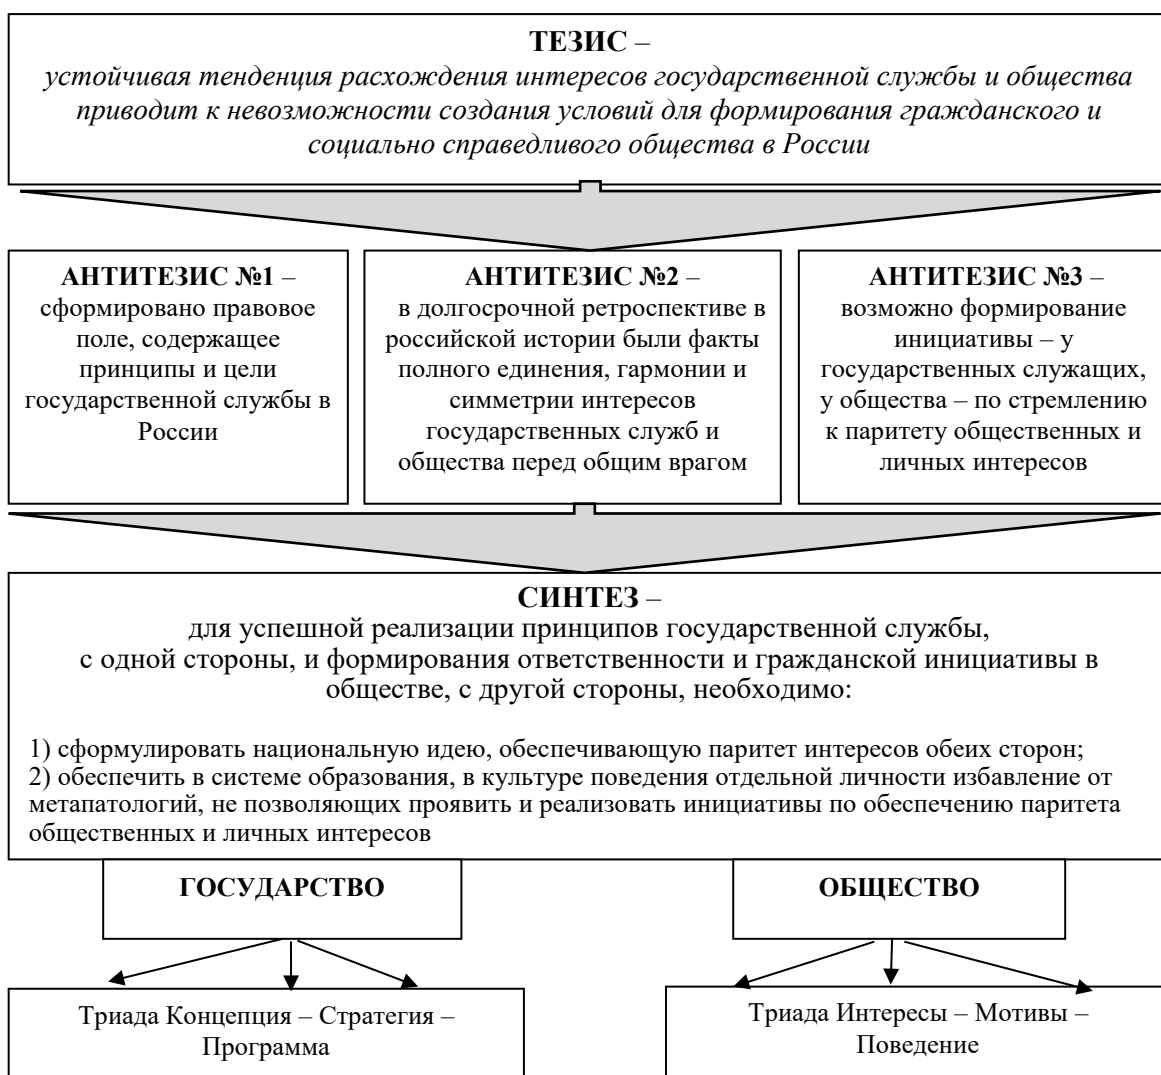 ТЕЗИС –
устойчивая тенденция расхождения интересов государственной службы и общества
приводит к невозможности создания условий для формирования гражданского и
социально справедливого общества в России
АНТИТЕЗИС №1 –
сформировано правовое
поле, содержащее
принципы и цели
государственной службы в
России
АНТИТЕЗИС №2 –
в долгосрочной ретроспективе в
российской истории были факты
полного единения, гармонии и
симметрии интересов
государственных служб и
общества перед общим врагом
АНТИТЕЗИС №3 –
возможно формирование
инициативы – у
государственных служащих,
у общества – по стремлению
к паритету общественных и
личных интересов
СИНТЕЗ –
для успешной реализации принципов государственной службы,
с одной стороны, и формирования ответственности и гражданской инициативы в
обществе, с другой стороны, необходимо:
1) сформулировать национальную идею, обеспечивающую паритет интересов обеих сторон;
2) обеспечить в системе образования, в культуре поведения отдельной личности избавление от
метапатологий, не позволяющих проявить и реализовать инициативы по обеспечению паритета
общественных и личных интересов
ГОСУДАРСТВО
ОБЩЕСТВО
Триада Концепция – Стратегия –
Программа
Триада Интересы – Мотивы –
Поведение